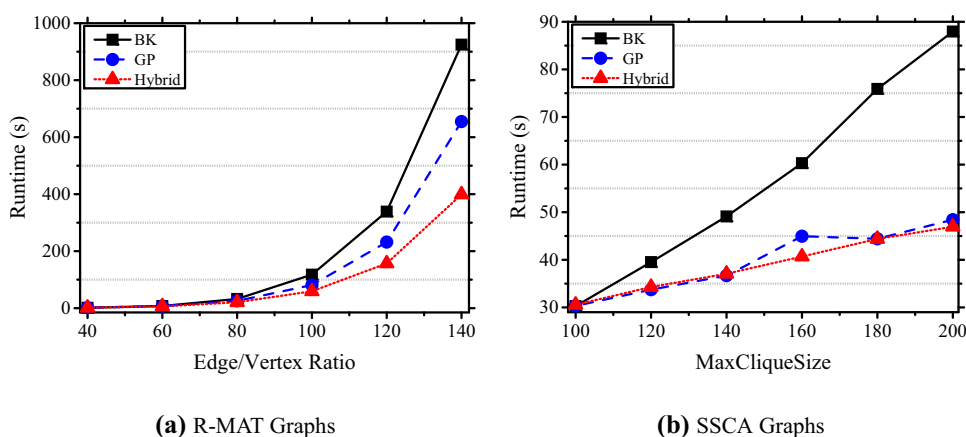 1000
800
600
400
200
0
Runtime (s)
BK
GP
Hybrid
40 60 80 100 120 140
Edge/Vertex Ratio
(a) R-MAT Graphs
90
80
70
60
50
40
30
Runtime (s)
BK
GP
Hybrid
100 120 140 160 180 200
MaxCliqueSize
(b) SSCA Graphs